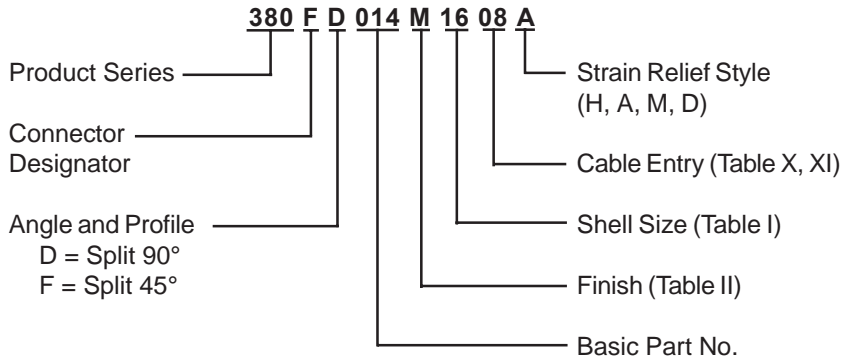 380 F D 014 M 16 08 A
Product Series
Connector
Designator
Angle and Profile
D = Split 90°
F = Split 45°
Strain Relief Style
(H, A, M, D)
Cable Entry (Table X, XI)
Shell Size (Table I)
Finish (Table II)
Basic Part No.